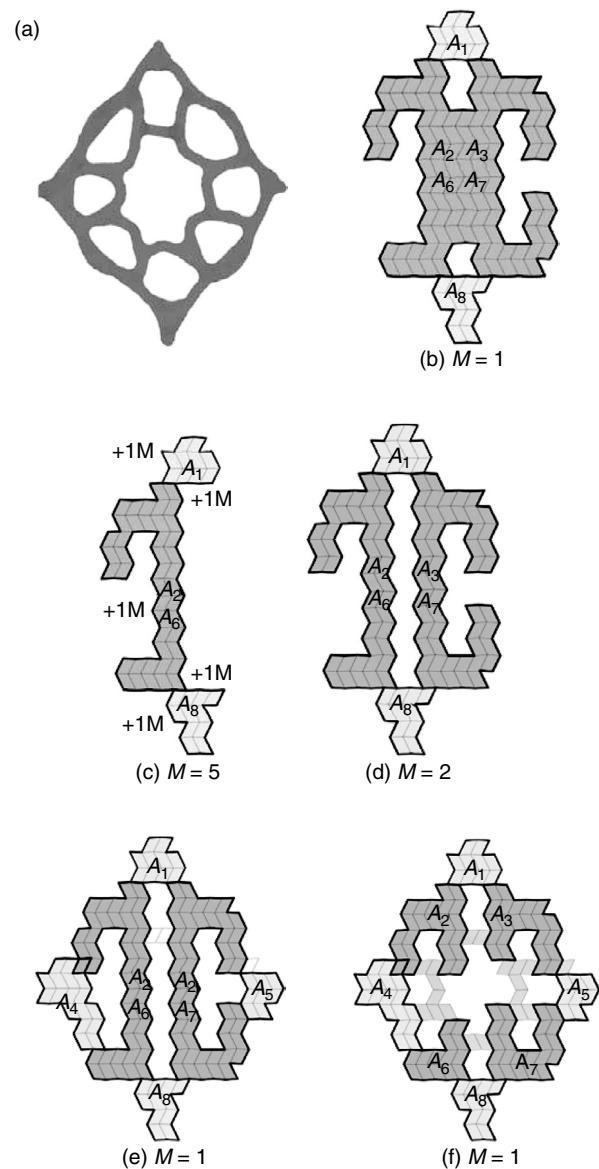 (a)
A₁
A₂ A₃
A₆ A₇
A₈
(b) M = 1
+1M
A₁
+1M
A₂
+1M
A₆
+1M
A₈
+1M
(c) M = 5
A₁
A₂ A₃
A₆ A₇
A₈
(d) M = 2
A₁
A₂ A₂
A₄ A₅
A₆ A₇
A₈
(e) M = 1
A₁
A₂ A₃
A₄ A₅
A₆ A₇
A₈
(f) M = 1